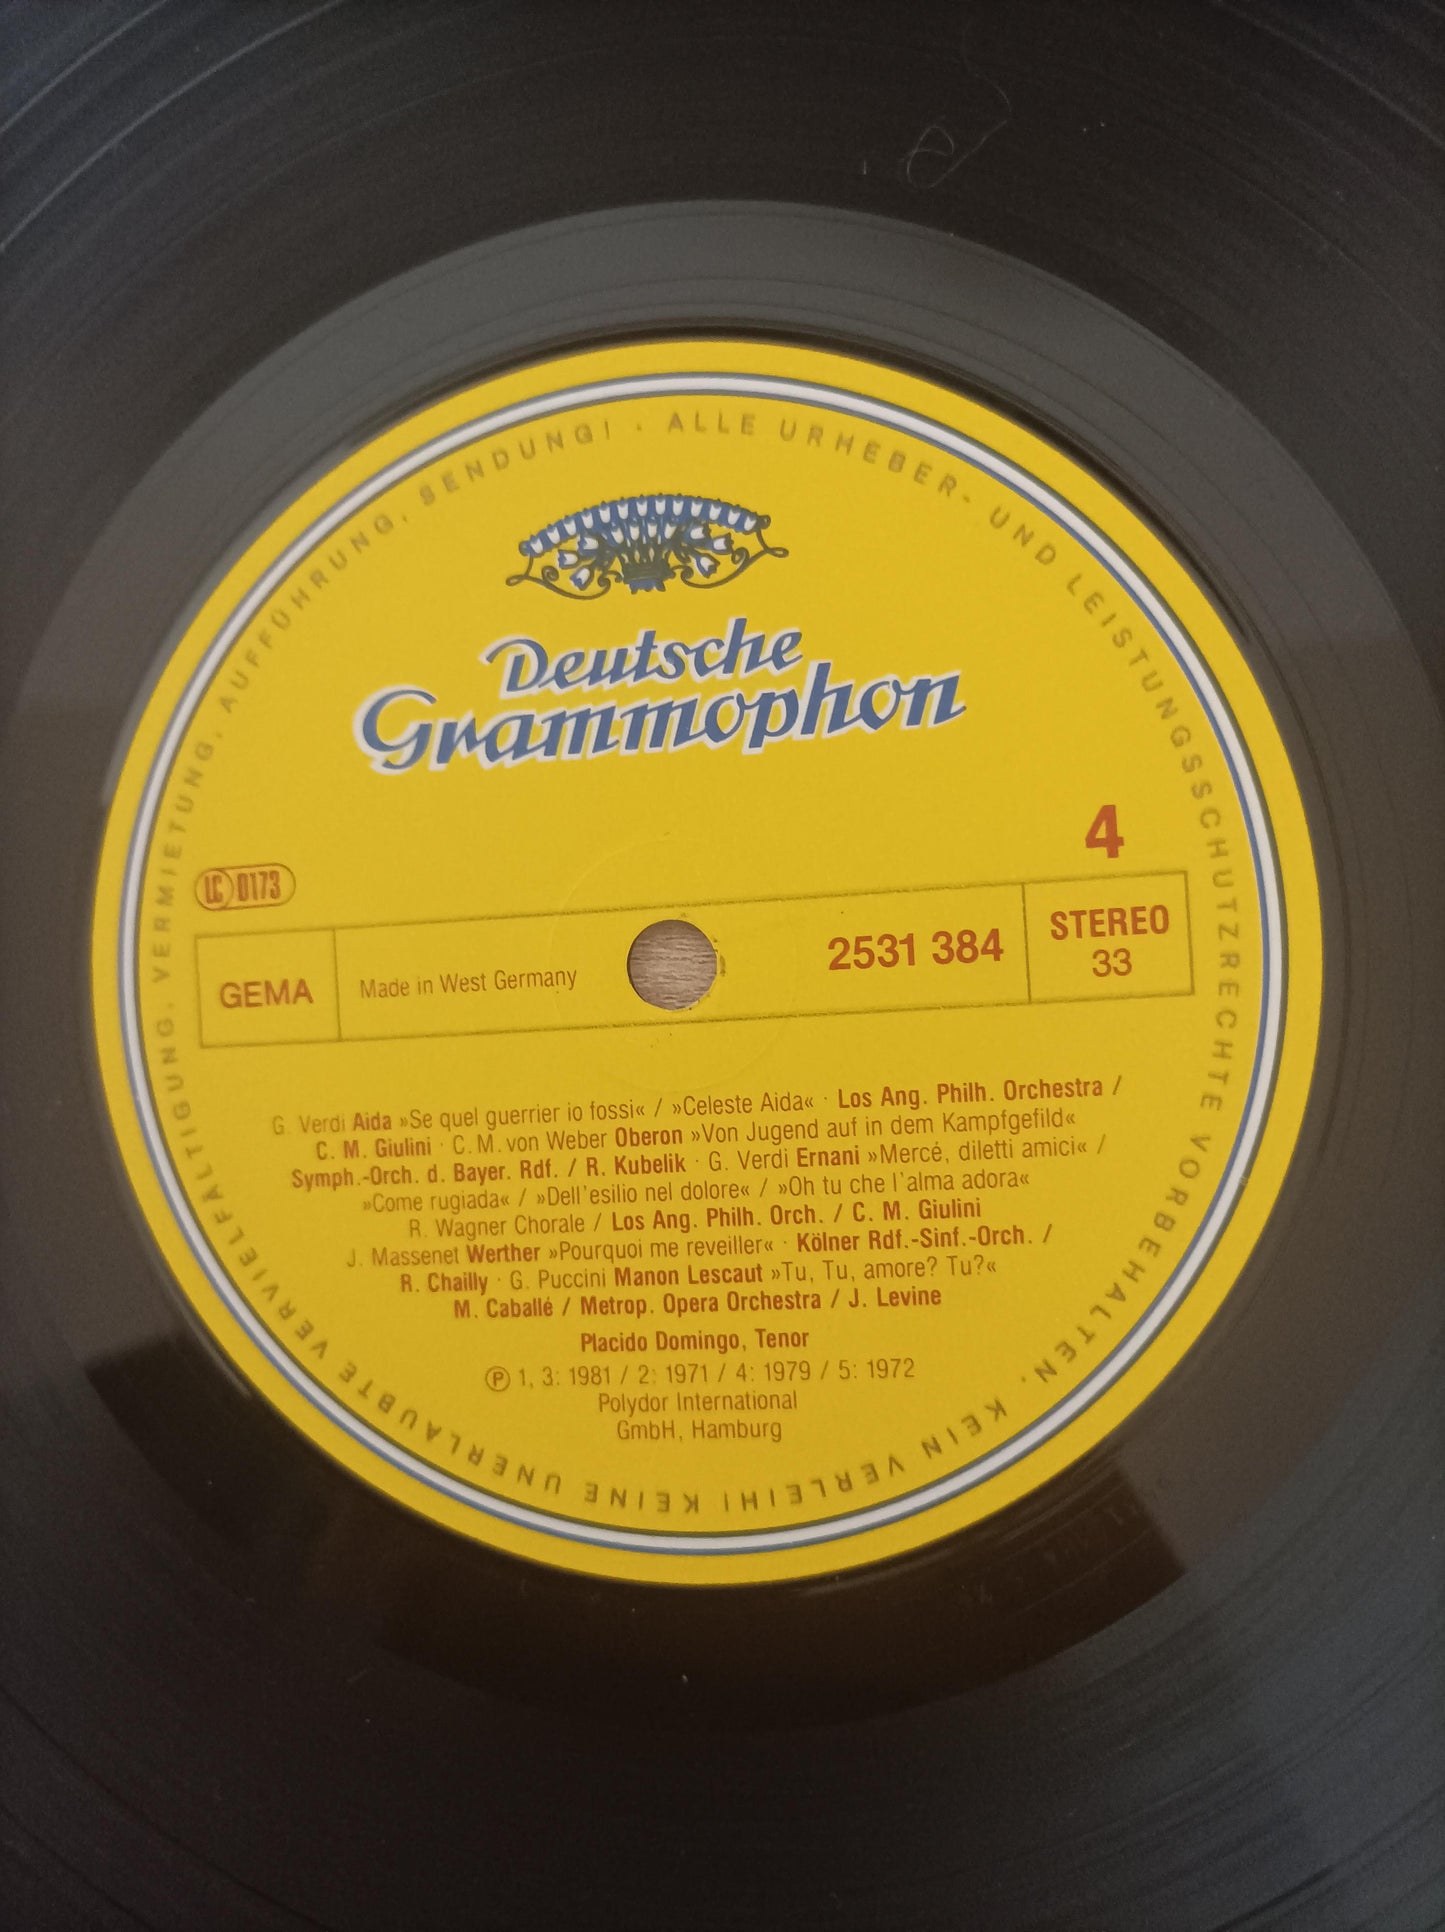 ALLE URHEBER- UND LEISTUNGSSCHUTZRECHTE VORBEHALTEN. KEIN VERLEIH! KEINE UNERLAUBTE VERVIELFÄLTIGUNG, VERMIETUNG, AUFFÜHRUNG, SENDUNG! ·
Deutsche
Grammophon
4
LC 0173
GEMA
Made in West Germany
2531 384
STEREO
33
G. Verdi Aida »Se quel guerrier io fossi« / »Celeste Aida« · Los Ang. Philh. Orchestra /
C. M. Giulini · C. M. von Weber Oberon »Von Jugend auf in dem Kampfgefild«
Symph.-Orch. d. Bayer. Rdf. / R. Kubelik · G. Verdi Ernani »Mercé, diletti amici« /
»Come rugiada« / »Dell'esilio nel dolore« / »Oh tu che l'alma adora«
R. Wagner Chorale / Los Ang. Philh. Orch. / C. M. Giulini
J. Massenet Werther »Pourquoi me reveiller« · Kölner Rdf.-Sinf.-Orch. /
R. Chailly · G. Puccini Manon Lescaut »Tu, Tu, amore? Tu?«
M. Caballé / Metrop. Opera Orchestra / J. Levine
Placido Domingo, Tenor
℗ 1, 3: 1981 / 2: 1971 / 4: 1979 / 5: 1972
Polydor International
GmbH, Hamburg